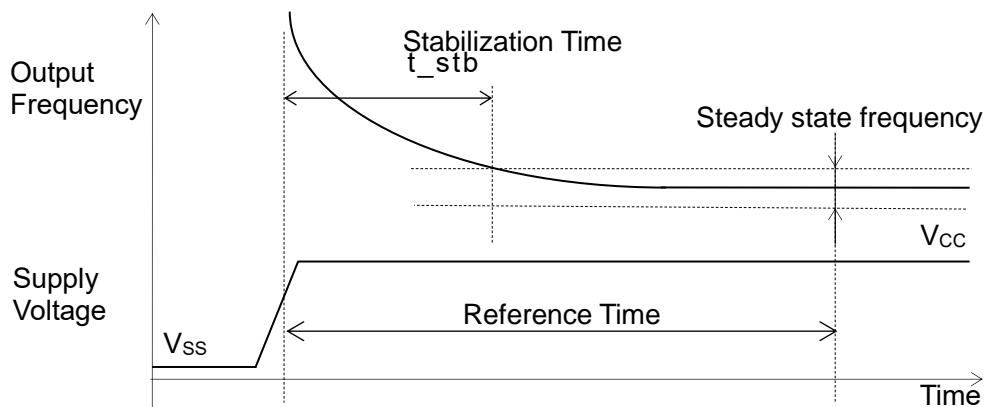 Stabilization Time
t_stb
Output
Frequency
Steady state frequency
VCC
Supply
Voltage
Reference Time
VSS
Time